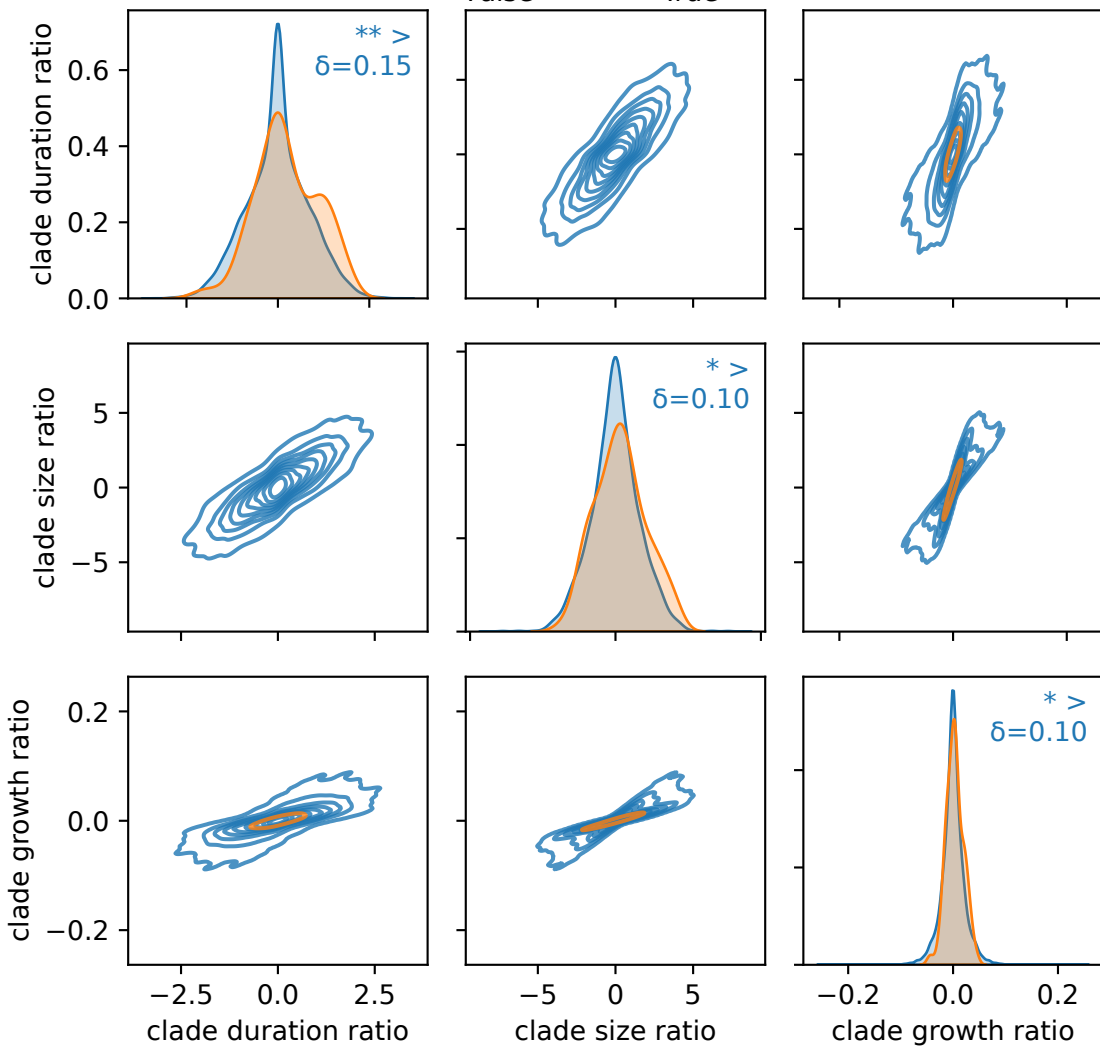 clade duration ratio
0.6
0.4
0.2
0.0
** >
δ=0.15
clade size ratio
5
0
−5
* >
δ=0.10
clade growth ratio
0.2
0.0
−0.2
* >
δ=0.10
−2.5 0.0 2.5
−5 0 5
−0.2 0.0 0.2
clade duration ratio
clade size ratio
clade growth ratio